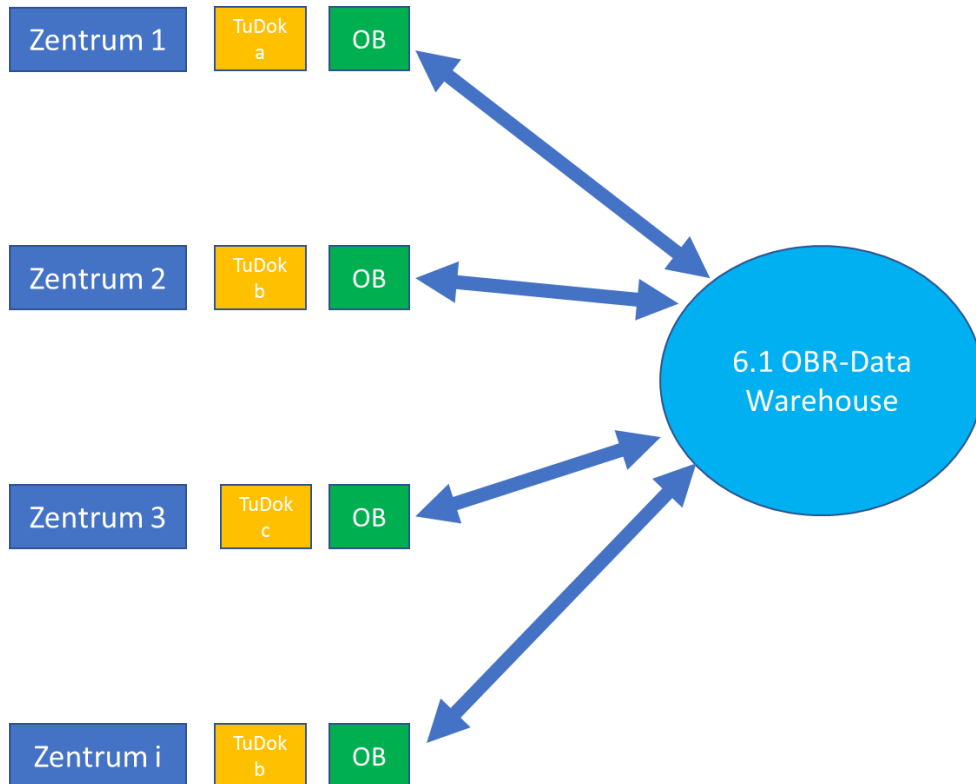 Zentrum 1
TuDok
a
OB
Zentrum 2
TuDok
b
OB
6.1 OBR-Data
Warehouse
Zentrum 3
TuDok
c
OB
Zentrum i
TuDok
b
OB